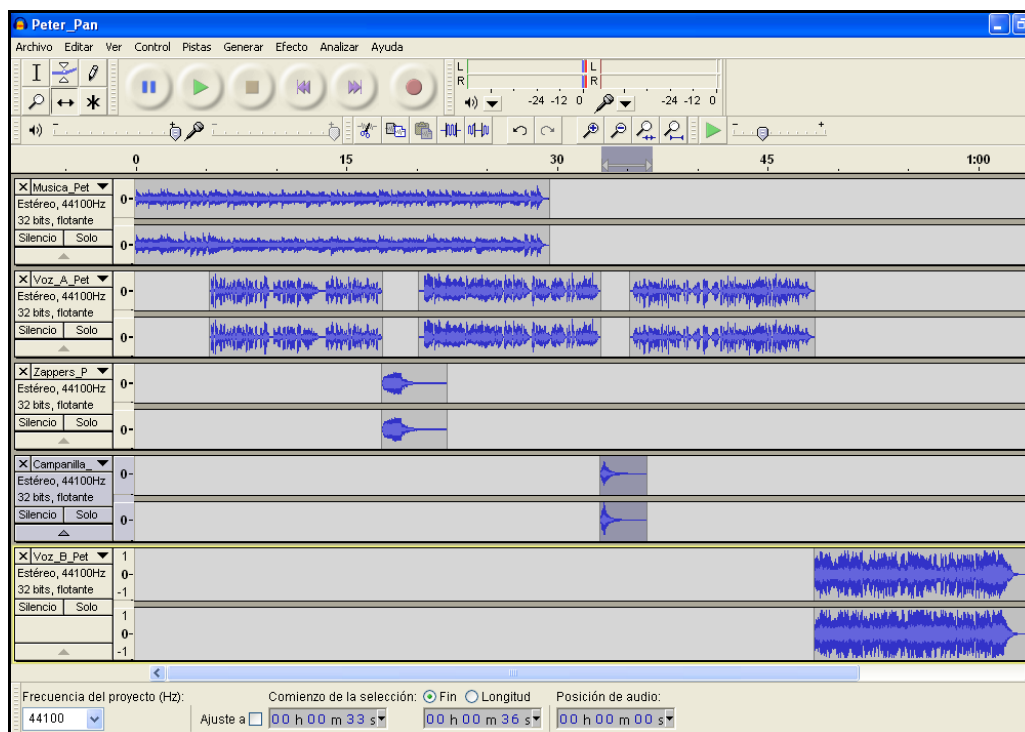 Peter_Pan
Archivo Editar Ver Control Pistas Generar Efecto Analizar Ayuda
L
R
-24 -12 0
L
R
-24 -12 0
- +
0 15 30 45 1:00
Musica_Pet
Estéreo, 44100Hz
32 bits, flotante
Silencio Solo
0-
0-
Voz_A_Pet
Estéreo, 44100Hz
32 bits, flotante
Silencio Solo
0-
0-
Zappers_P
Estéreo, 44100Hz
32 bits, flotante
Silencio Solo
0-
0-
Campanilla_
Estéreo, 44100Hz
32 bits, flotante
Silencio Solo
0-
0-
Voz_B_Pet
Estéreo, 44100Hz
32 bits, flotante
Silencio Solo
1
0-
-1
1
0-
-1
Frecuencia del proyecto (Hz): Comienzo de la selección: Fin Longitud Posición de audio:
44100 Ajuste a 00 h 00 m 33 s 00 h 00 m 36 s 00 h 00 m 00 s